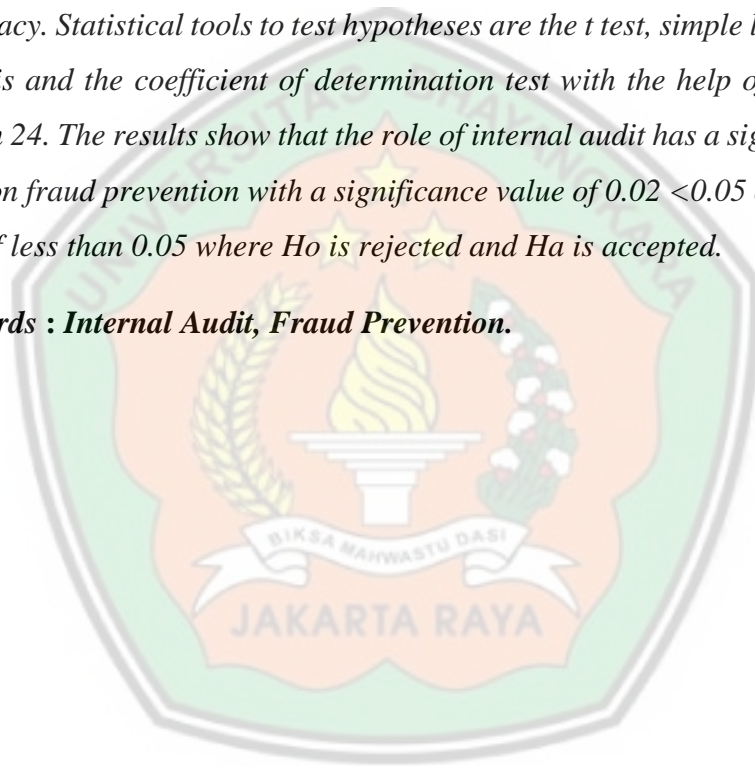 acy. Statistical tools to test hypotheses are the t test, simple l
is and the coefficient of determination test with the help of
24. The results show that the role of internal audit has a sig
on fraud prevention with a significance value of 0.02 <0.05
f less than 0.05 where Ho is rejected and Ha is accepted.
rds : Internal Audit, Fraud Prevention.
UNIVERSITAS BHAYANGKARA
BIKSA MAHWASTU DASI
JAKARTA RAYA